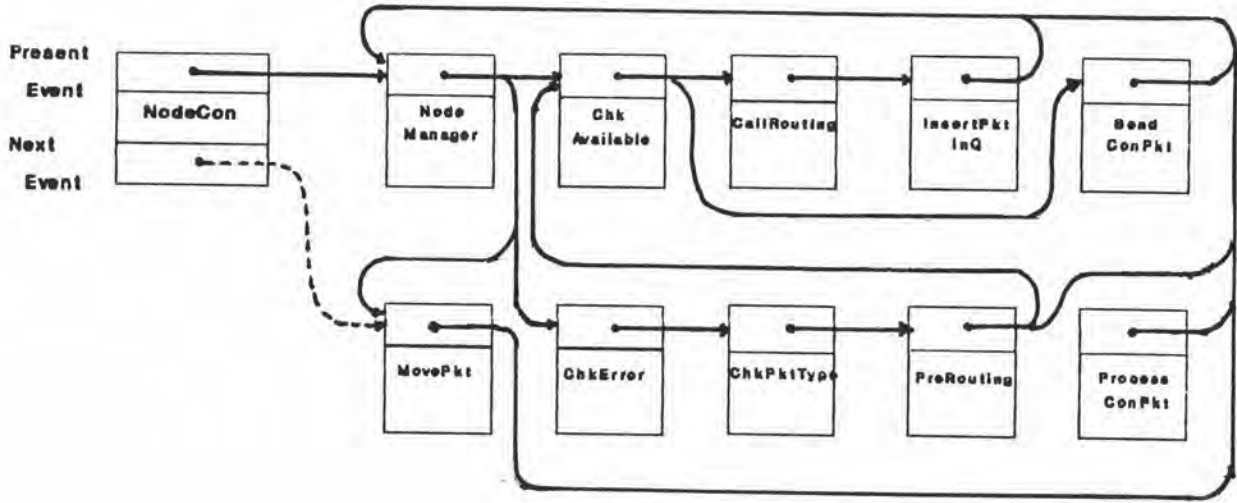 Present
Event
NodeCon
Next
Event
Node
Manager
Chk
Available
CallRouting
InsertPkt
InQ
Send
ConPkt
MovePkt
ChkError
ChkPktType
PreRouting
Process
ConPkt